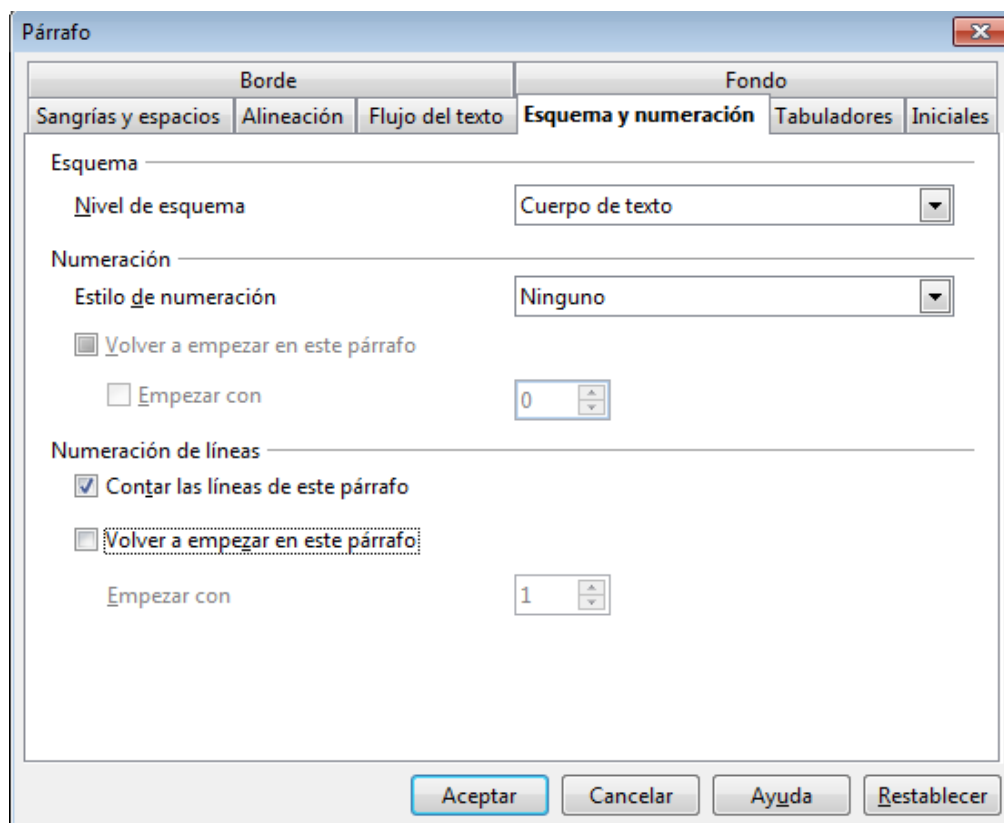 Párrafo
Borde Fondo
Sangrías y espacios Alineación Flujo del texto Esquema y numeración Tabuladores Iniciales
Esquema
Nivel de esquema Cuerpo de texto
Numeración
Estilo de numeración Ninguno
Volver a empezar en este párrafo
Empezar con 0
Numeración de líneas
Contar las líneas de este párrafo
Volver a empezar en este párrafo
Empezar con 1
Aceptar Cancelar Ayuda Restablecer